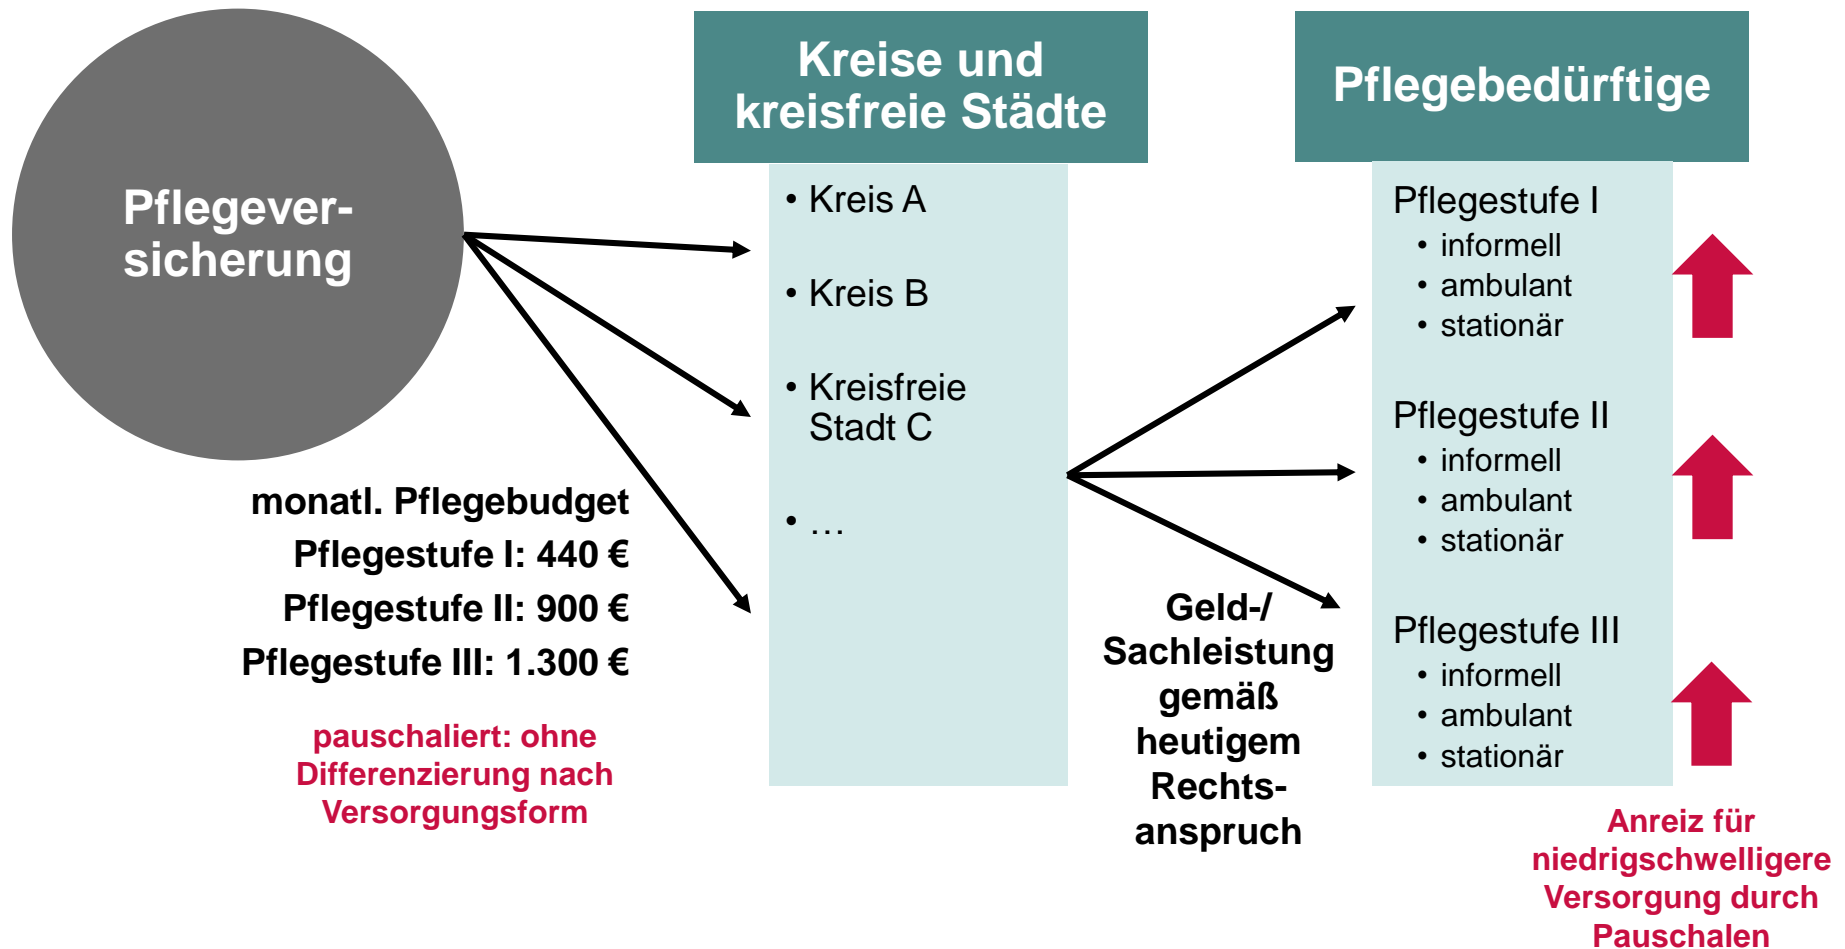 Pflegever-
sicherung
monatl. Pflegebudget
Pflegestufe I: 440 €
Pflegestufe II: 900 €
Pflegestufe III: 1.300 €
pauschaliert: ohne
Differenzierung nach
Versorgungsform
Kreise und
kreisfreie Städte
• Kreis A
• Kreis B
• Kreisfreie
Stadt C
• …
Geld-/
Sachleistung
gemäß
heutigem
Rechts-
anspruch
Pflegebedürftige
Pflegestufe I
• informell
• ambulant
• stationär
Pflegestufe II
• informell
• ambulant
• stationär
Pflegestufe III
• informell
• ambulant
• stationär
Anreiz für
niedrigschwelligere
Versorgung durch
Pauschalen